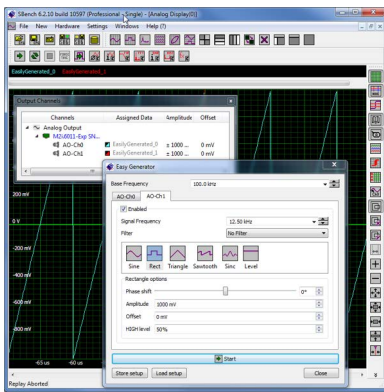 SBench 6.2.10 build 10597 (Professional - Single) - [Analog Display(0)]
File New Hardware Settings Windows Help (?)
EasilyGenerated_0 EasilyGenerated_1
Output Channels
Channels Assigned Data Amplitude Offset
Analog Output
M2i.6011-Exp SN...
AO-Ch0 EasilyGenerated_0 ± 1000 ... 0 mV
AO-Ch1 EasilyGenerated_1 ± 1000 ... 0 mV
Easy Generator
Base Frequency 100.0 kHz
AO-Ch0 AO-Ch1
Enabled
Signal Frequency 12.50 kHz
Filter No Filter
Sine Rect Triangle Sawtooth Sinc Level
Rectangle options
Phase shift 0°
Amplitude 1000 mV
Offset 0 mV
HIGH level 50%
Start
Store setup Load setup Close
200 mV
0 V
-200 mV
-400 mV
-600 mV
-800 mV
-65 us -60 us
Replay Aborted